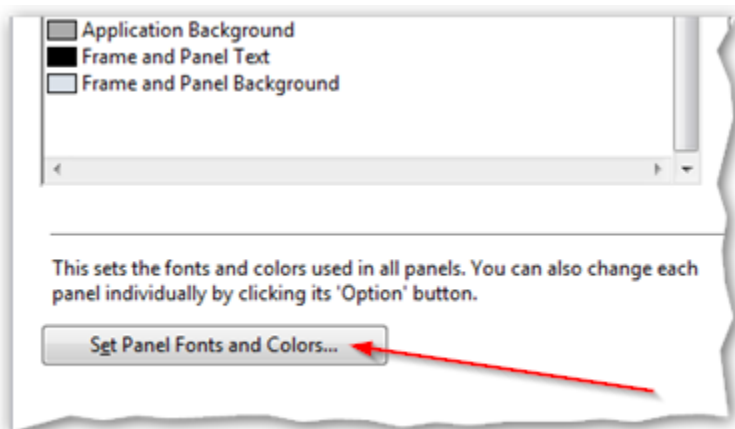 Application Background
Frame and Panel Text
Frame and Panel Background
This sets the fonts and colors used in all panels. You can also change each
panel individually by clicking its 'Option' button.
Set Panel Fonts and Colors...